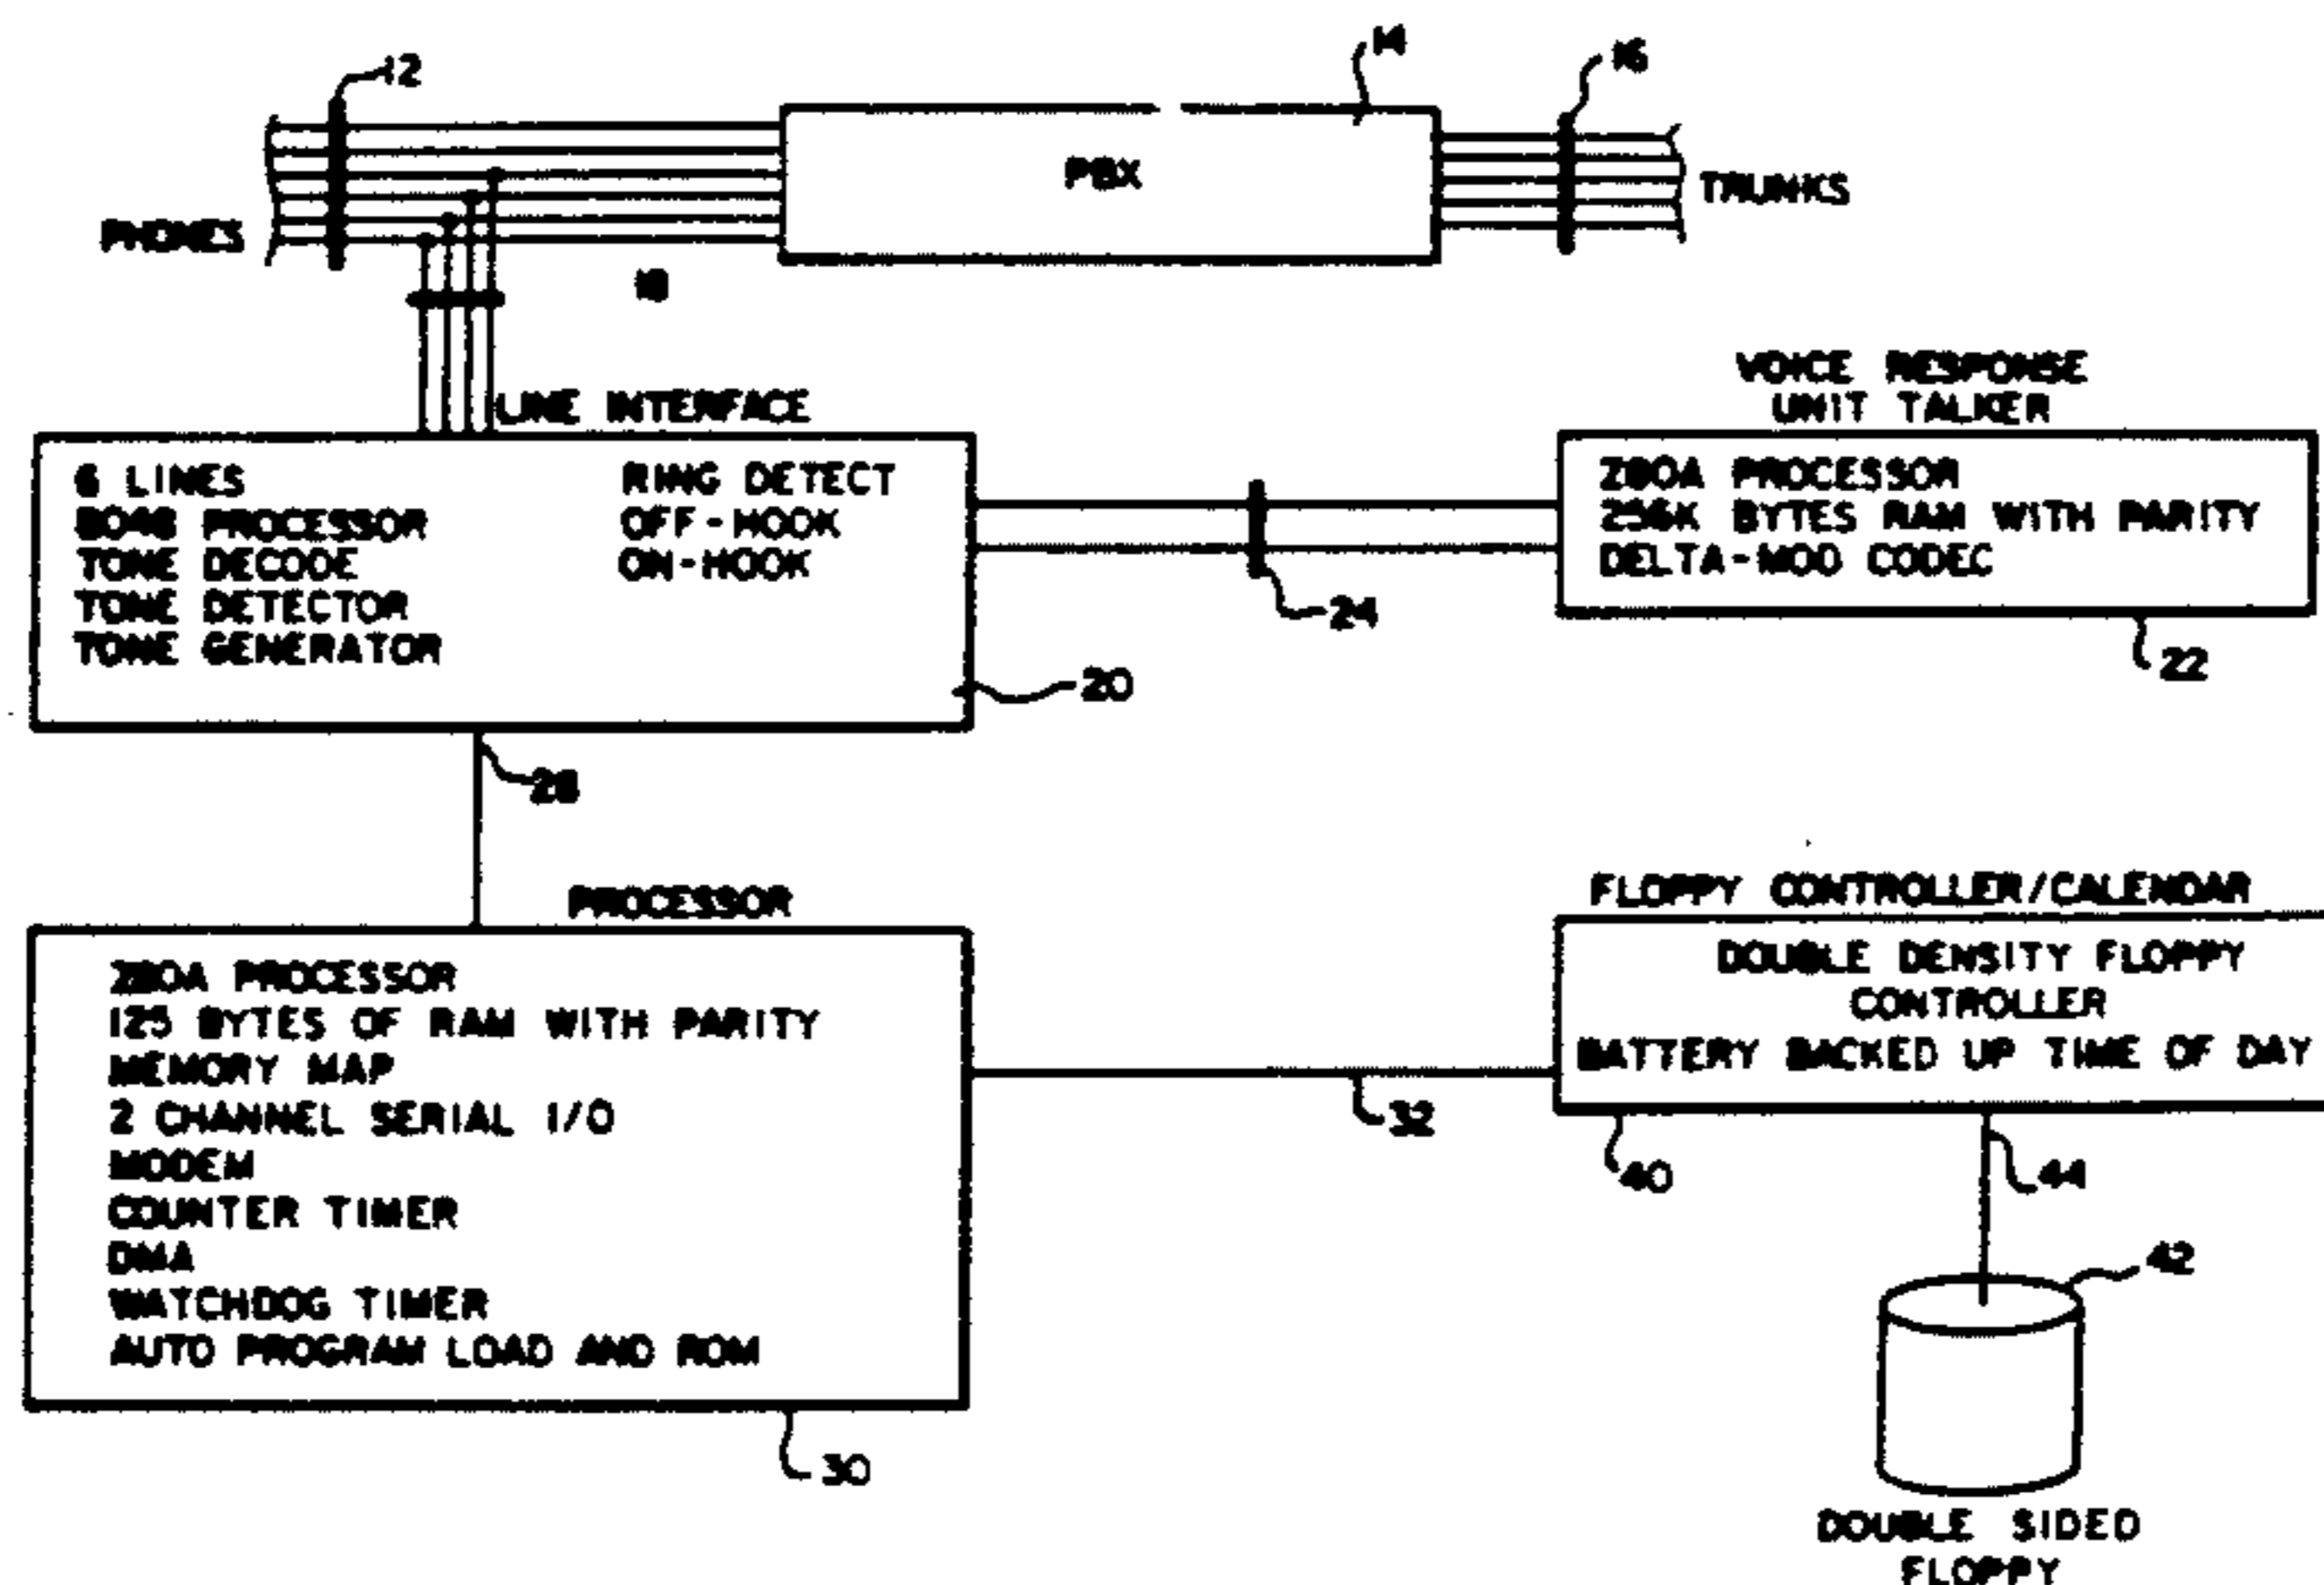 12
14
16
PBX
PHONES
TRUNKS
18
LINE INTERFACE
6 LINES
8048 PROCESSOR
TONE DECODE
TONE DETECTOR
TONE GENERATOR
RING DETECT
OFF-HOOK
ON-HOOK
20
24
VOICE RESPONSE
UNIT TALKER
Z80A PROCESSOR
256K BYTES RAM WITH PARITY
DELTA-MOD CODEC
22
28
PROCESSOR
Z80A PROCESSOR
125 BYTES OF RAM WITH PARITY
MEMORY MAP
2 CHANNEL SERIAL I/O
MODEM
COUNTER TIMER
DMA
WATCHDOG TIMER
AUTO PROGRAM LOAD AND ROM
30
32
FLOPPY CONTROLLER/CALENDAR
DOUBLE DENSITY FLOPPY
CONTROLLER
BATTERY BACKED UP TIME OF DAY
40
44
42
DOUBLE SIDED
FLOPPY